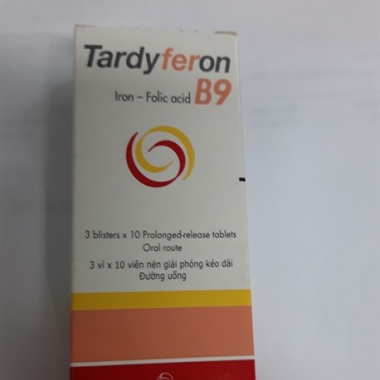 Tardyferon
Iron – Folic acid B9
3 blisters x 10 Prolonged-release tablets
Oral route
3 vỉ x 10 viên nén giải phóng kéo dài
Đường uống